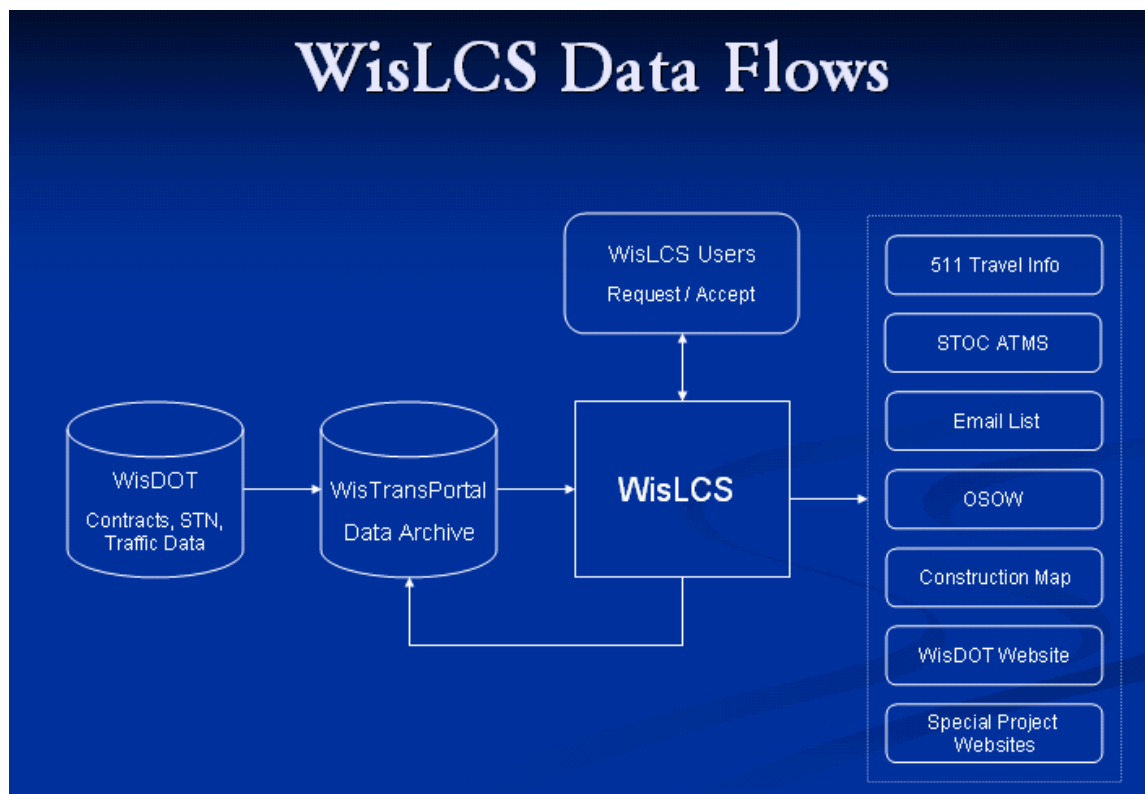 WisLCS Data Flows
WisLCS Users
Request / Accept
WisDOT
Contracts, STN,
Traffic Data
WisTransPortal
Data Archive
WisLCS
511 Travel Info
STOC ATMS
Email List
OSOW
Construction Map
WisDOT Website
Special Project
Websites